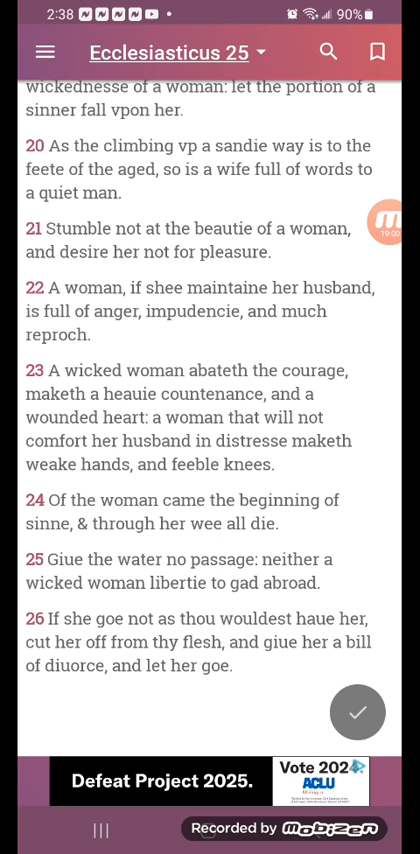 2:38 90%
Ecclesiasticus 25
wickednesse of a woman: let the portion of a
sinner fall vpon her.
20 As the climbing vp a sandie way is to the
feete of the aged, so is a wife full of words to
a quiet man.
21 Stumble not at the beautie of a woman,
and desire her not for pleasure.
19:00
22 A woman, if shee maintaine her husband,
is full of anger, impudencie, and much
reproch.
23 A wicked woman abateth the courage,
maketh a heauie countenance, and a
wounded heart: a woman that will not
comfort her husband in distresse maketh
weake hands, and feeble knees.
24 Of the woman came the beginning of
sinne, & through her wee all die.
25 Giue the water no passage: neither a
wicked woman libertie to gad abroad.
26 If she goe not as thou wouldest haue her,
cut her off from thy flesh, and giue her a bill
of diuorce, and let her goe.
Defeat Project 2025.
Vote 2024
ACLU
Recorded by mobizen